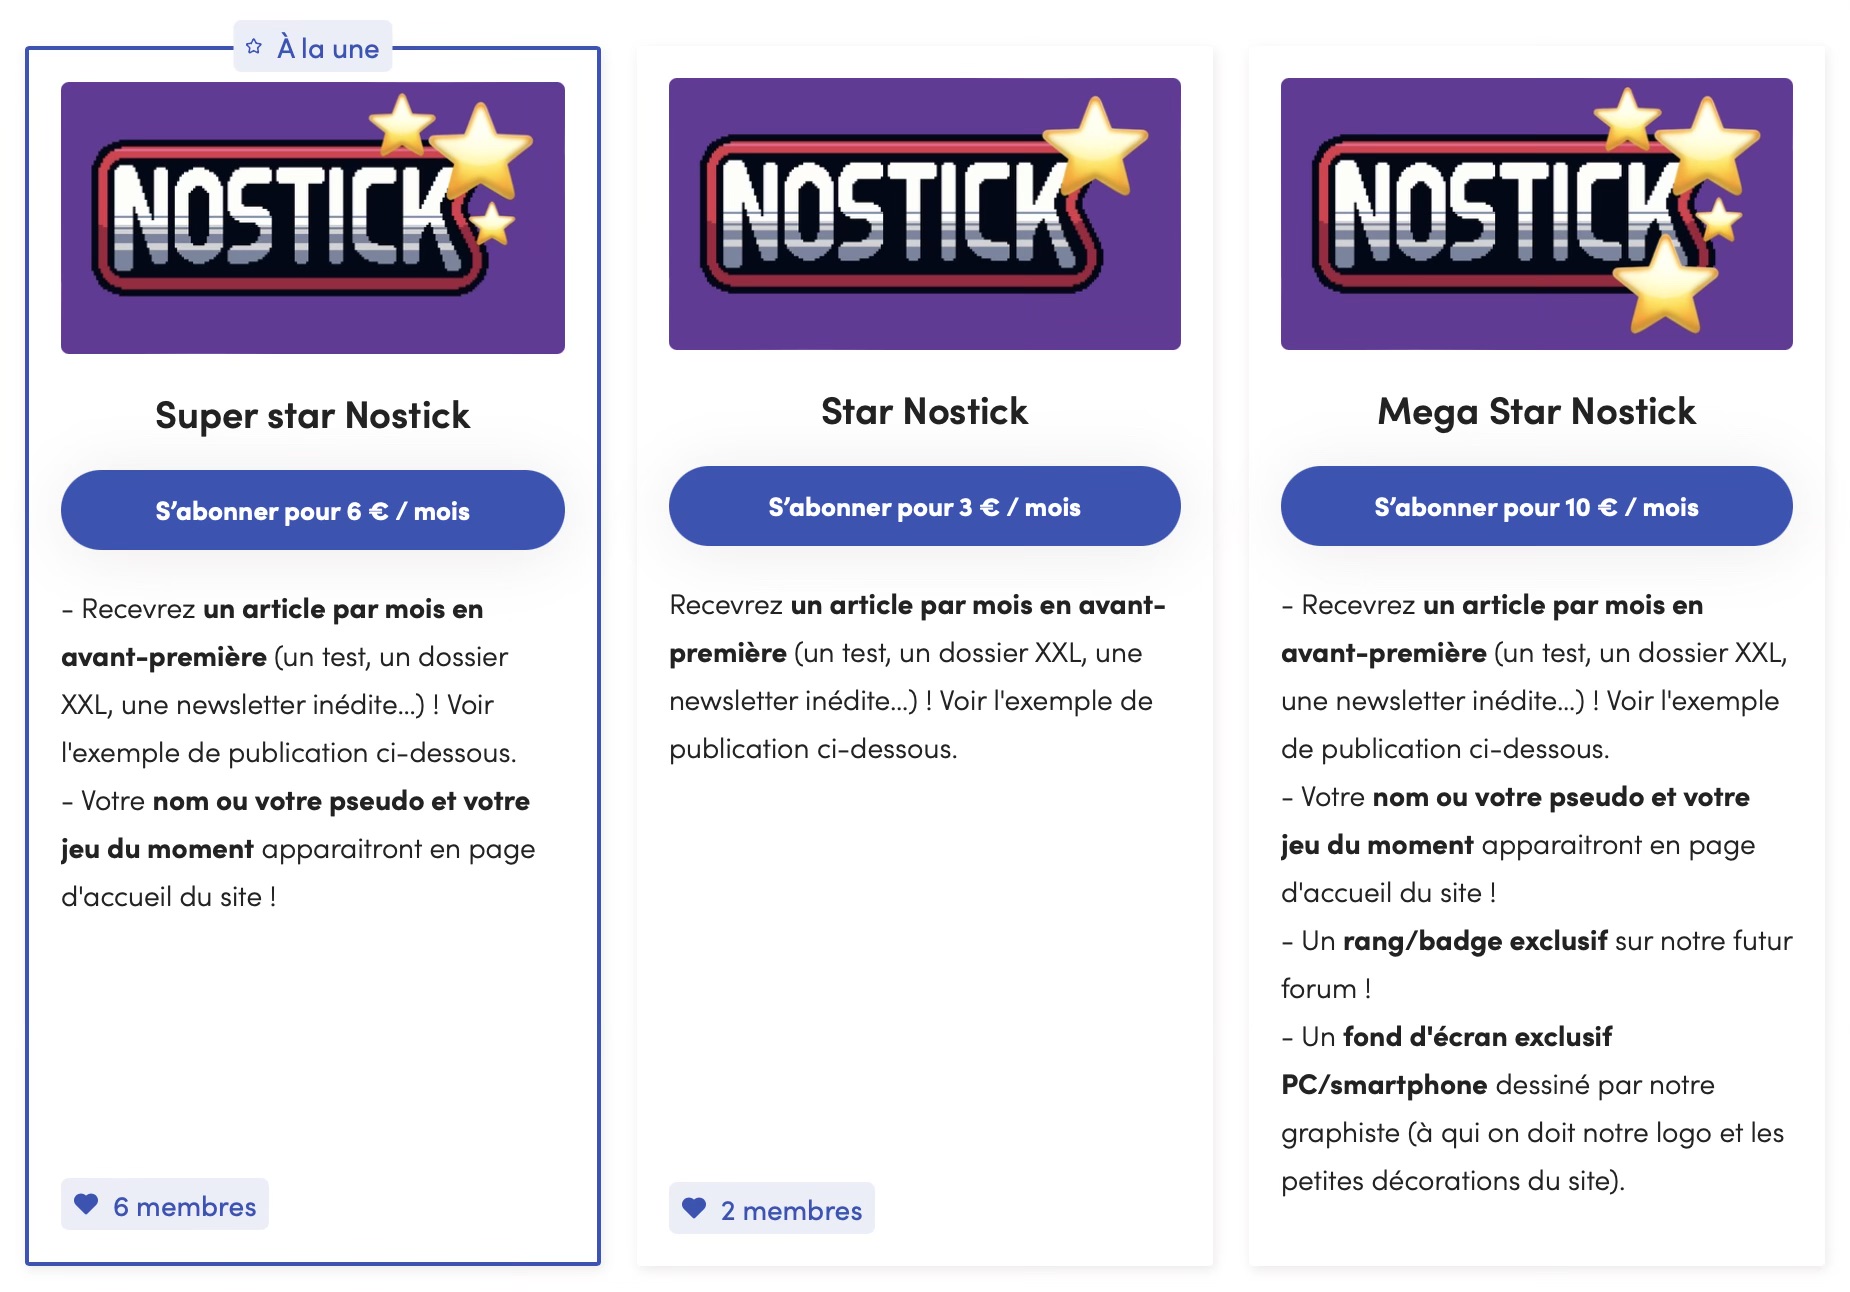 À la une
NOSTICK
Super star Nostick
S’abonner pour 6 € / mois
- Recevrez un article par mois en
avant-première (un test, un dossier
XXL, une newsletter inédite...) ! Voir
l'exemple de publication ci-dessous.
- Votre nom ou votre pseudo et votre
jeu du moment apparaitront en page
d'accueil du site !
6 membres
NOSTICK
Star Nostick
S’abonner pour 3 € / mois
Recevrez un article par mois en avant-
première (un test, un dossier XXL, une
newsletter inédite...) ! Voir l'exemple de
publication ci-dessous.
2 membres
NOSTICK
Mega Star Nostick
S’abonner pour 10 € / mois
- Recevrez un article par mois en
avant-première (un test, un dossier XXL,
une newsletter inédite...) ! Voir l'exemple
de publication ci-dessous.
- Votre nom ou votre pseudo et votre
jeu du moment apparaitront en page
d'accueil du site !
- Un rang/badge exclusif sur notre futur
forum !
- Un fond d'écran exclusif
PC/smartphone dessiné par notre
graphiste (à qui on doit notre logo et les
petites décorations du site).